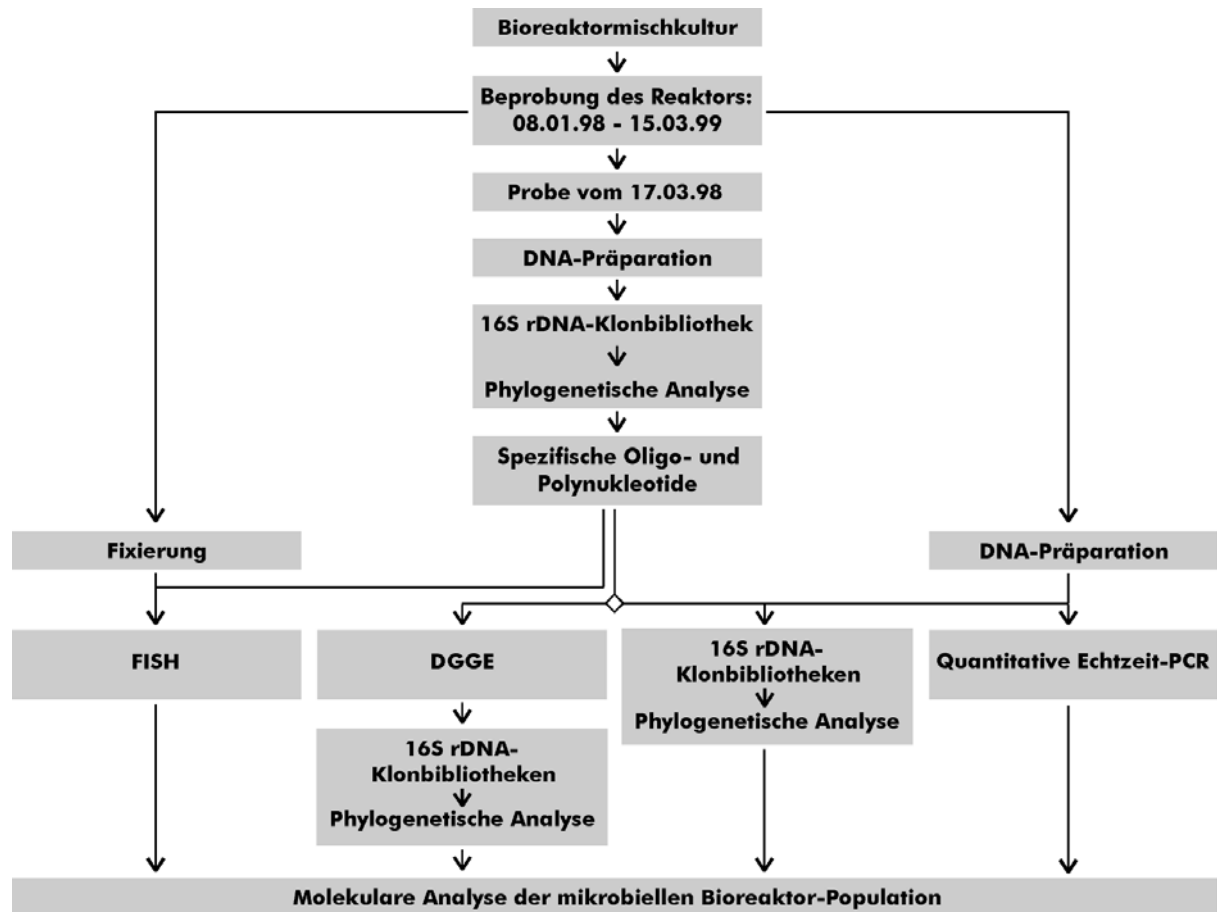 Bioreaktormischkultur
Beprobung des Reaktors:
08.01.98 - 15.03.99
Probe vom 17.03.98
DNA-Präparation
16S rDNA-Klonbibliothek
Phylogenetische Analyse
Spezifische Oligo- und
Polynukleotide
Fixierung
DNA-Präparation
FISH
DGGE
16S rDNA-
Klonbibliotheken
Phylogenetische Analyse
Quantitative Echtzeit-PCR
16S rDNA-
Klonbibliotheken
Phylogenetische Analyse
Molekulare Analyse der mikrobiellen Bioreaktor-Population